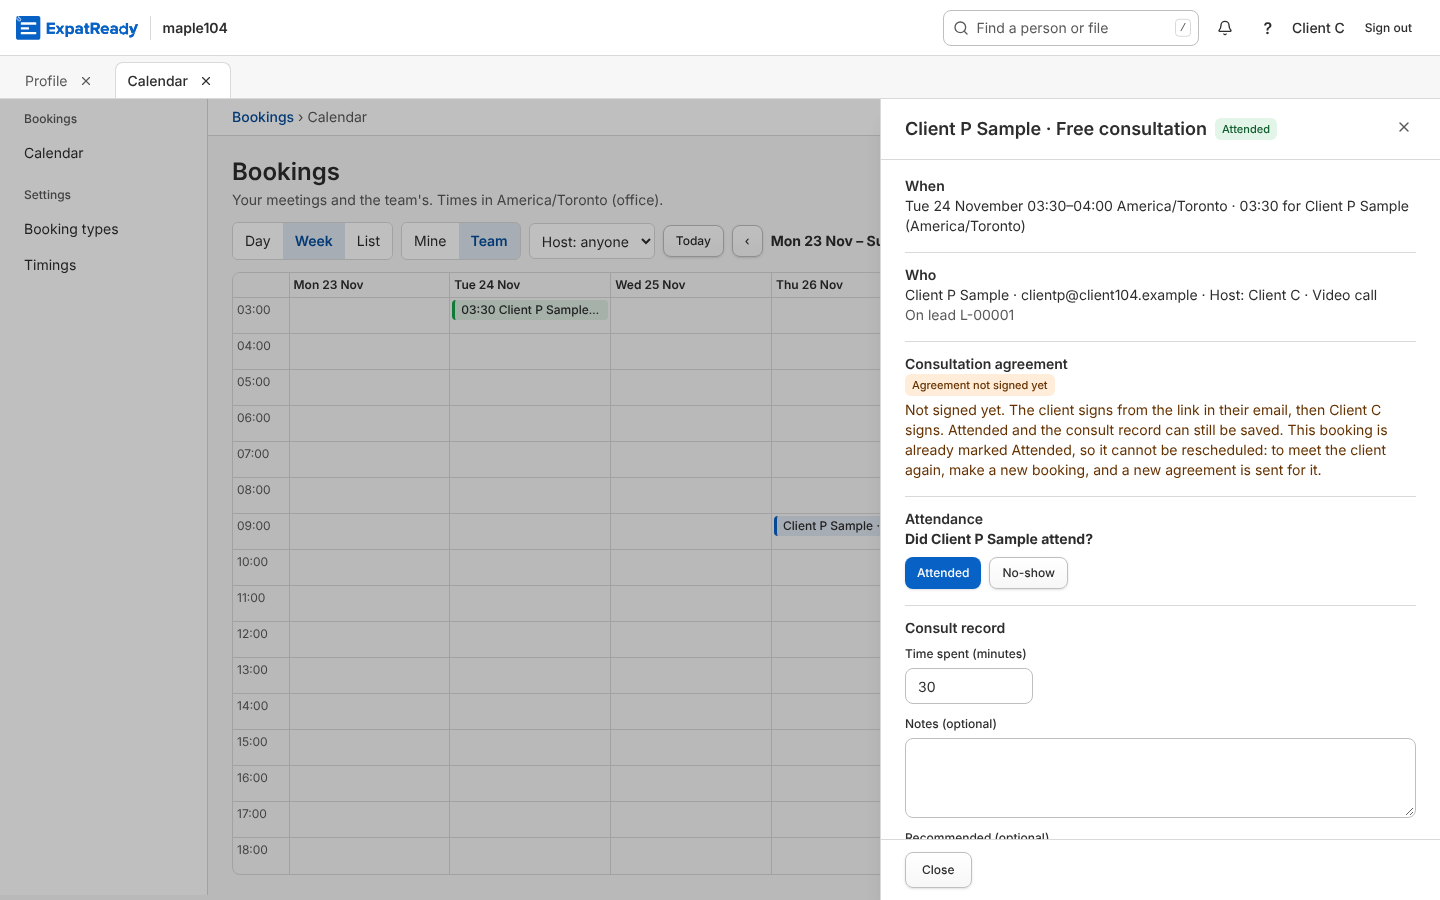 ExpatReady
maple104
Find a person or file
/
?
Client C
Sign out
Profile
Calendar
Bookings
Calendar
Settings
Booking types
Timings
Bookings › Calendar
Bookings
Your meetings and the team's. Times in America/Toronto (office).
Day
Week
List
Mine
Team
Host: anyone
Today
‹
Mon 23 Nov – Su
Mon 23 Nov
Tue 24 Nov
Wed 25 Nov
Thu 26 Nov
03:00
03:30 Client P Sample...
04:00
05:00
06:00
07:00
08:00
09:00
Client P Sample ·
10:00
11:00
12:00
13:00
14:00
15:00
16:00
17:00
18:00
Client P Sample · Free consultation
Attended
When
Tue 24 November 03:30–04:00 America/Toronto · 03:30 for Client P Sample
(America/Toronto)
Who
Client P Sample · clientp@client104.example · Host: Client C · Video call
On lead L-00001
Consultation agreement
Agreement not signed yet
Not signed yet. The client signs from the link in their email, then Client C
signs. Attended and the consult record can still be saved. This booking is
already marked Attended, so it cannot be rescheduled: to meet the client
again, make a new booking, and a new agreement is sent for it.
Attendance
Did Client P Sample attend?
Attended
No-show
Consult record
Time spent (minutes)
30
Notes (optional)
Recommended (optional)
Close